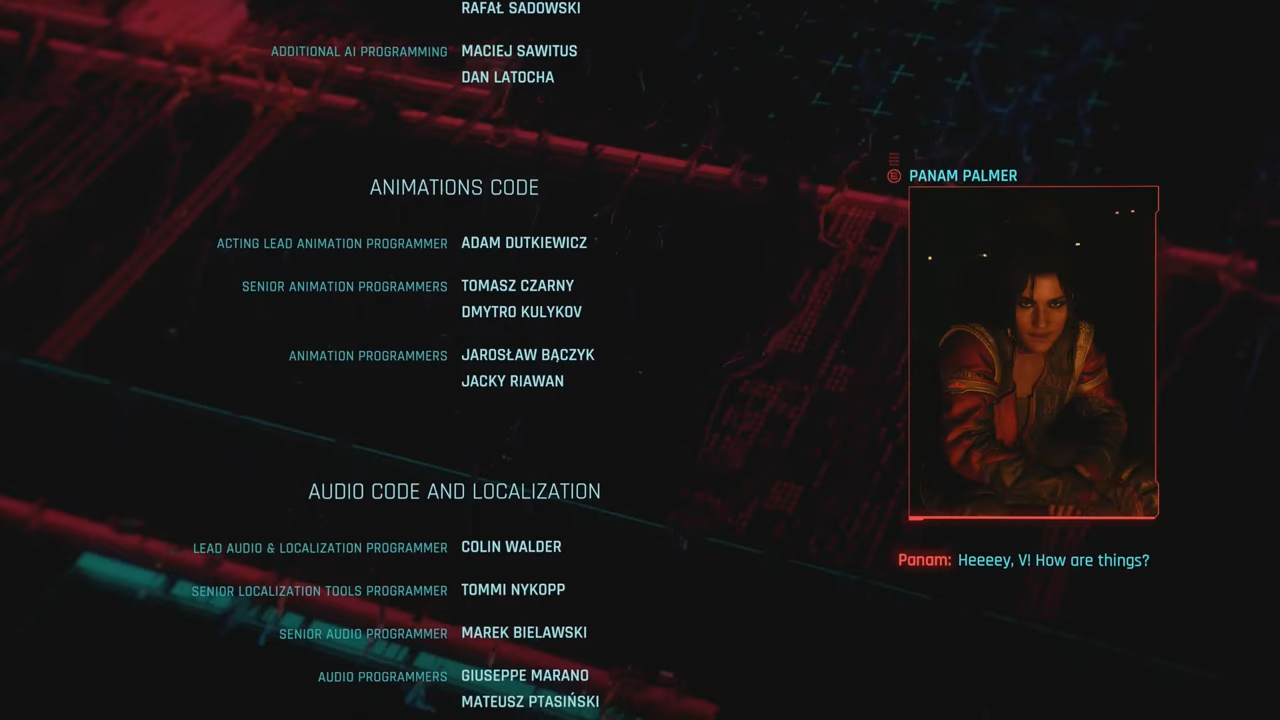 RAFAŁ SADOWSKI
ADDITIONAL AI PROGRAMMING MACIEJ SAWITUS
DAN LATOCHA
ANIMATIONS CODE
ACTING LEAD ANIMATION PROGRAMMER ADAM DUTKIEWICZ
SENIOR ANIMATION PROGRAMMERS TOMASZ CZARNY
DMYTRO KULYKOV
ANIMATION PROGRAMMERS JAROSŁAW BĄCZYK
JACKY RIAWAN
AUDIO CODE AND LOCALIZATION
LEAD AUDIO & LOCALIZATION PROGRAMMER COLIN WALDER
SENIOR LOCALIZATION TOOLS PROGRAMMER TOMMI NYKOPP
SENIOR AUDIO PROGRAMMER MAREK BIELAWSKI
AUDIO PROGRAMMERS GIUSEPPE MARANO
MATEUSZ PTASIŃSKI
PANAM PALMER
Panam: Heeeey, V! How are things?